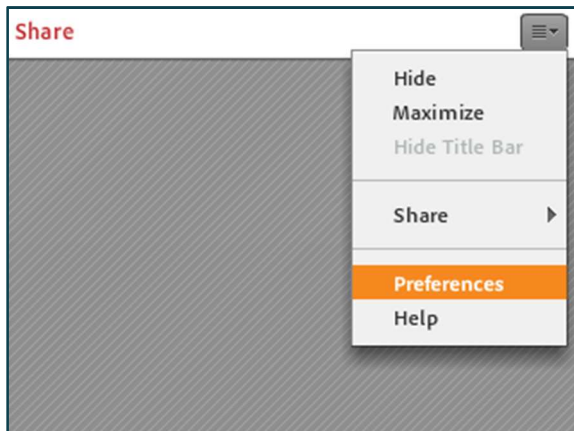 Share
Hide
Maximize
Hide Title Bar
Share
Preferences
Help